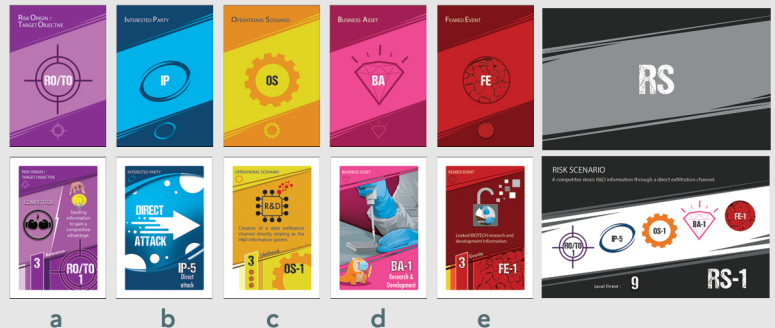 RISK ORIGIN /
TARGET OBJECTIVE
RO/TO
INTERESTED PARTY
IP
OPERATIONAL SCENARIO
OS
BUSINESS ASSET
BA
FEARED EVENT
FE
RS
RISK ORIGIN /
TARGET OBJECTIVE
COMPETITOR
Stealing
information
to gain a
competitive
advantage.
3
Relevance
RO/TO
1
INTERESTED PARTY
DIRECT
ATTACK
IP-5
Direct
attack
OPERATIONAL SCENARIO
R&D
Creation of a data exfiltration
channel directly relating to the
R&D information system.
3
Likelihood
OS-1
BUSINESS ASSET
BA-1
Research &
Development
FEARED EVENT
Leaked BIOTECH research and
development information.
3
Gravity
FE-1
RISK SCENARIO
A competitor steals R&D information through a direct exfiltration channel.
RO/TO
1
IP-5
OS-1
BA-1
FE-1
Level threat :
9
RS-1
a
b
c
d
e